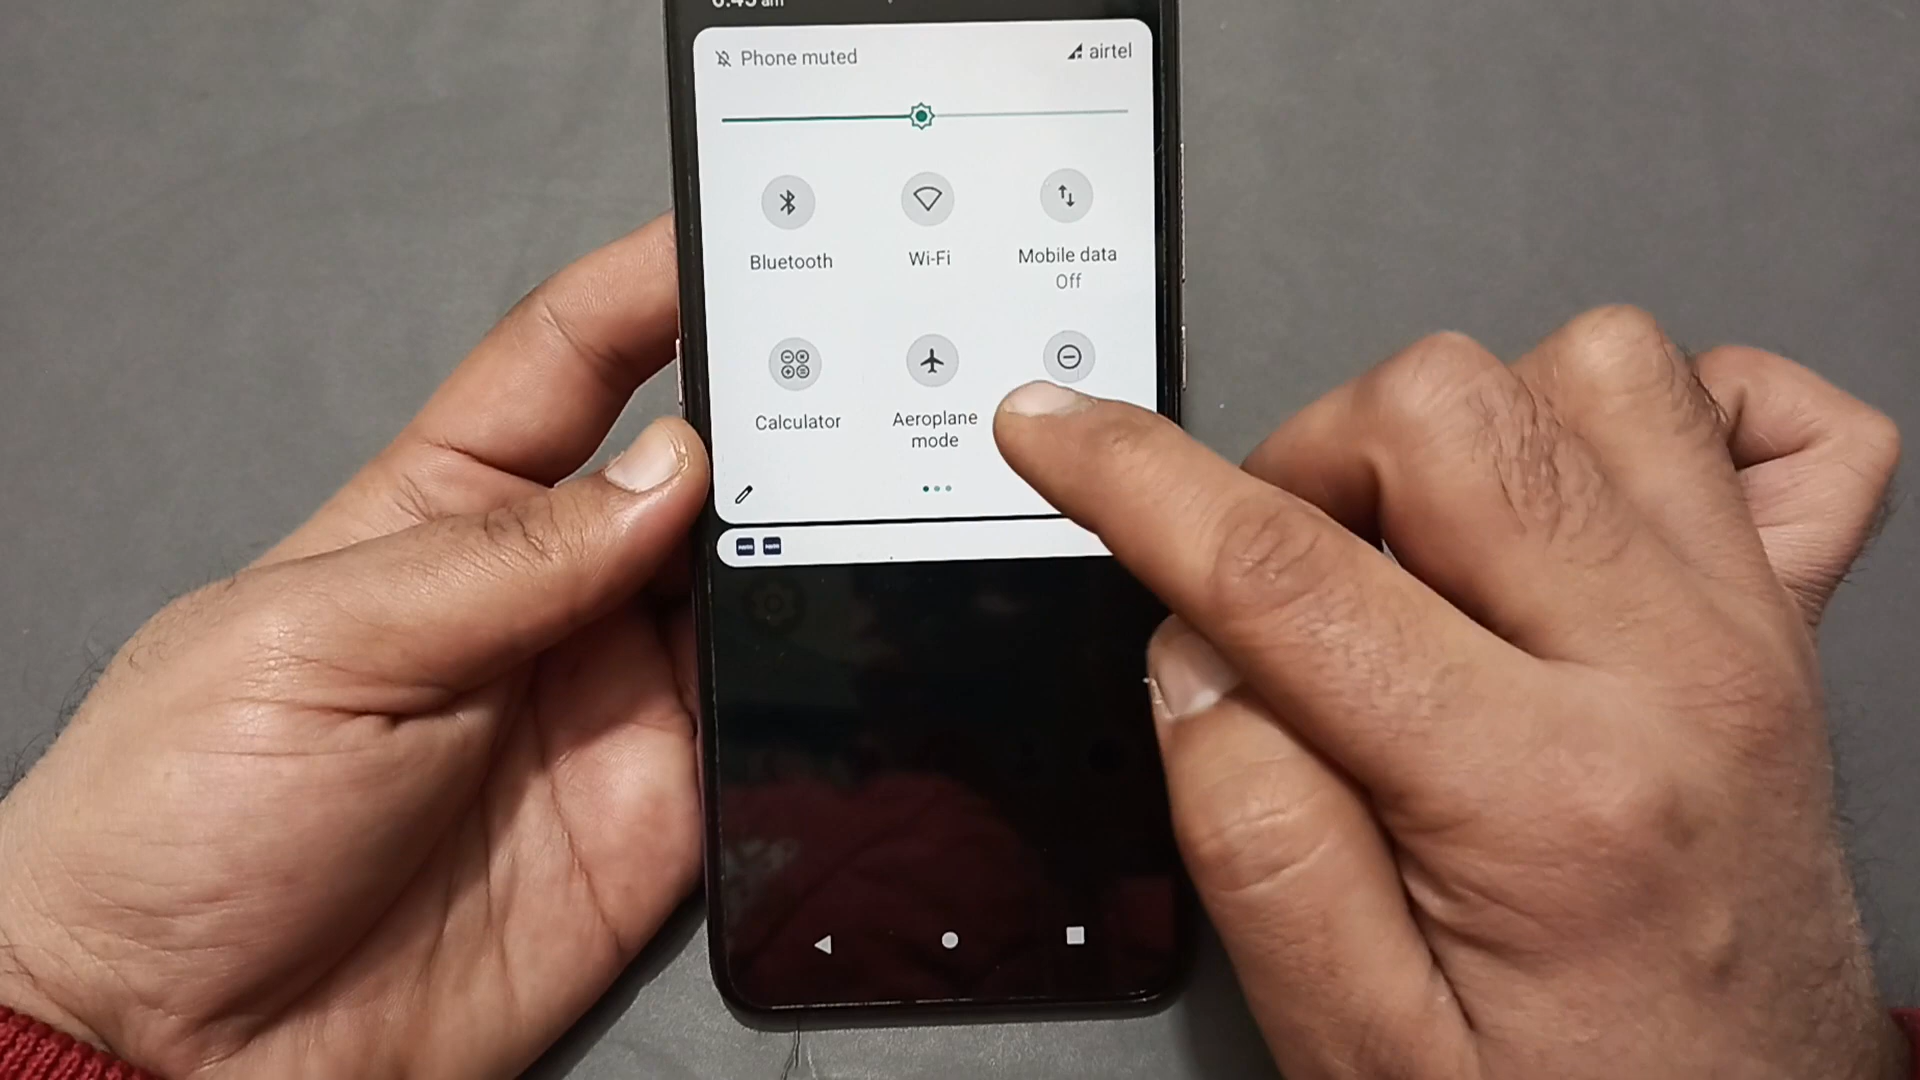 Phone muted
airtel
Bluetooth
Wi-Fi
Mobile data
Off
Calculator
Aeroplane
mode